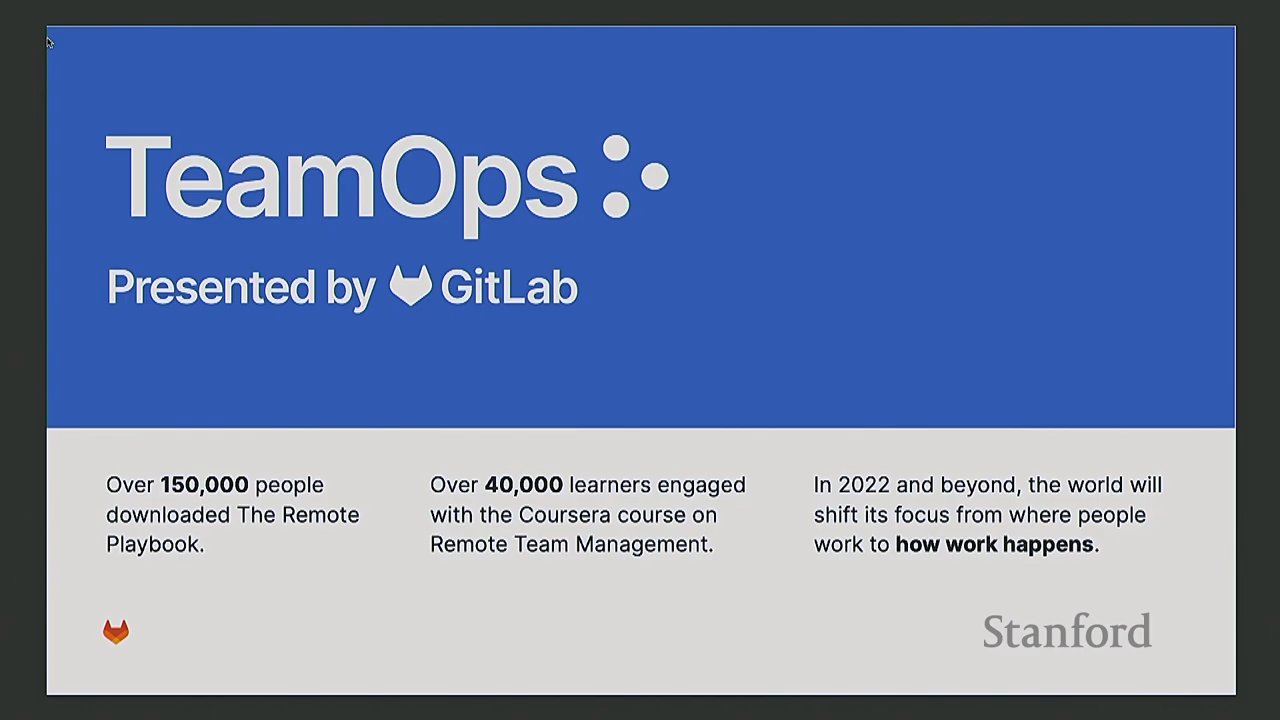 TeamOps
Presented by GitLab
Over 150,000 people
downloaded The Remote
Playbook.
Over 40,000 learners engaged
with the Coursera course on
Remote Team Management.
In 2022 and beyond, the world will
shift its focus from where people
work to how work happens.
Stanford